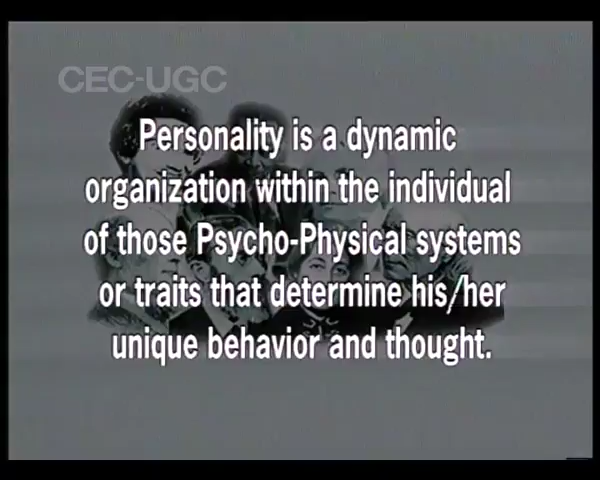 CEC-UGC
Personality is a dynamic
organization within the individual
of those Psycho-Physical systems
or traits that determine his/her
unique behavior and thought.